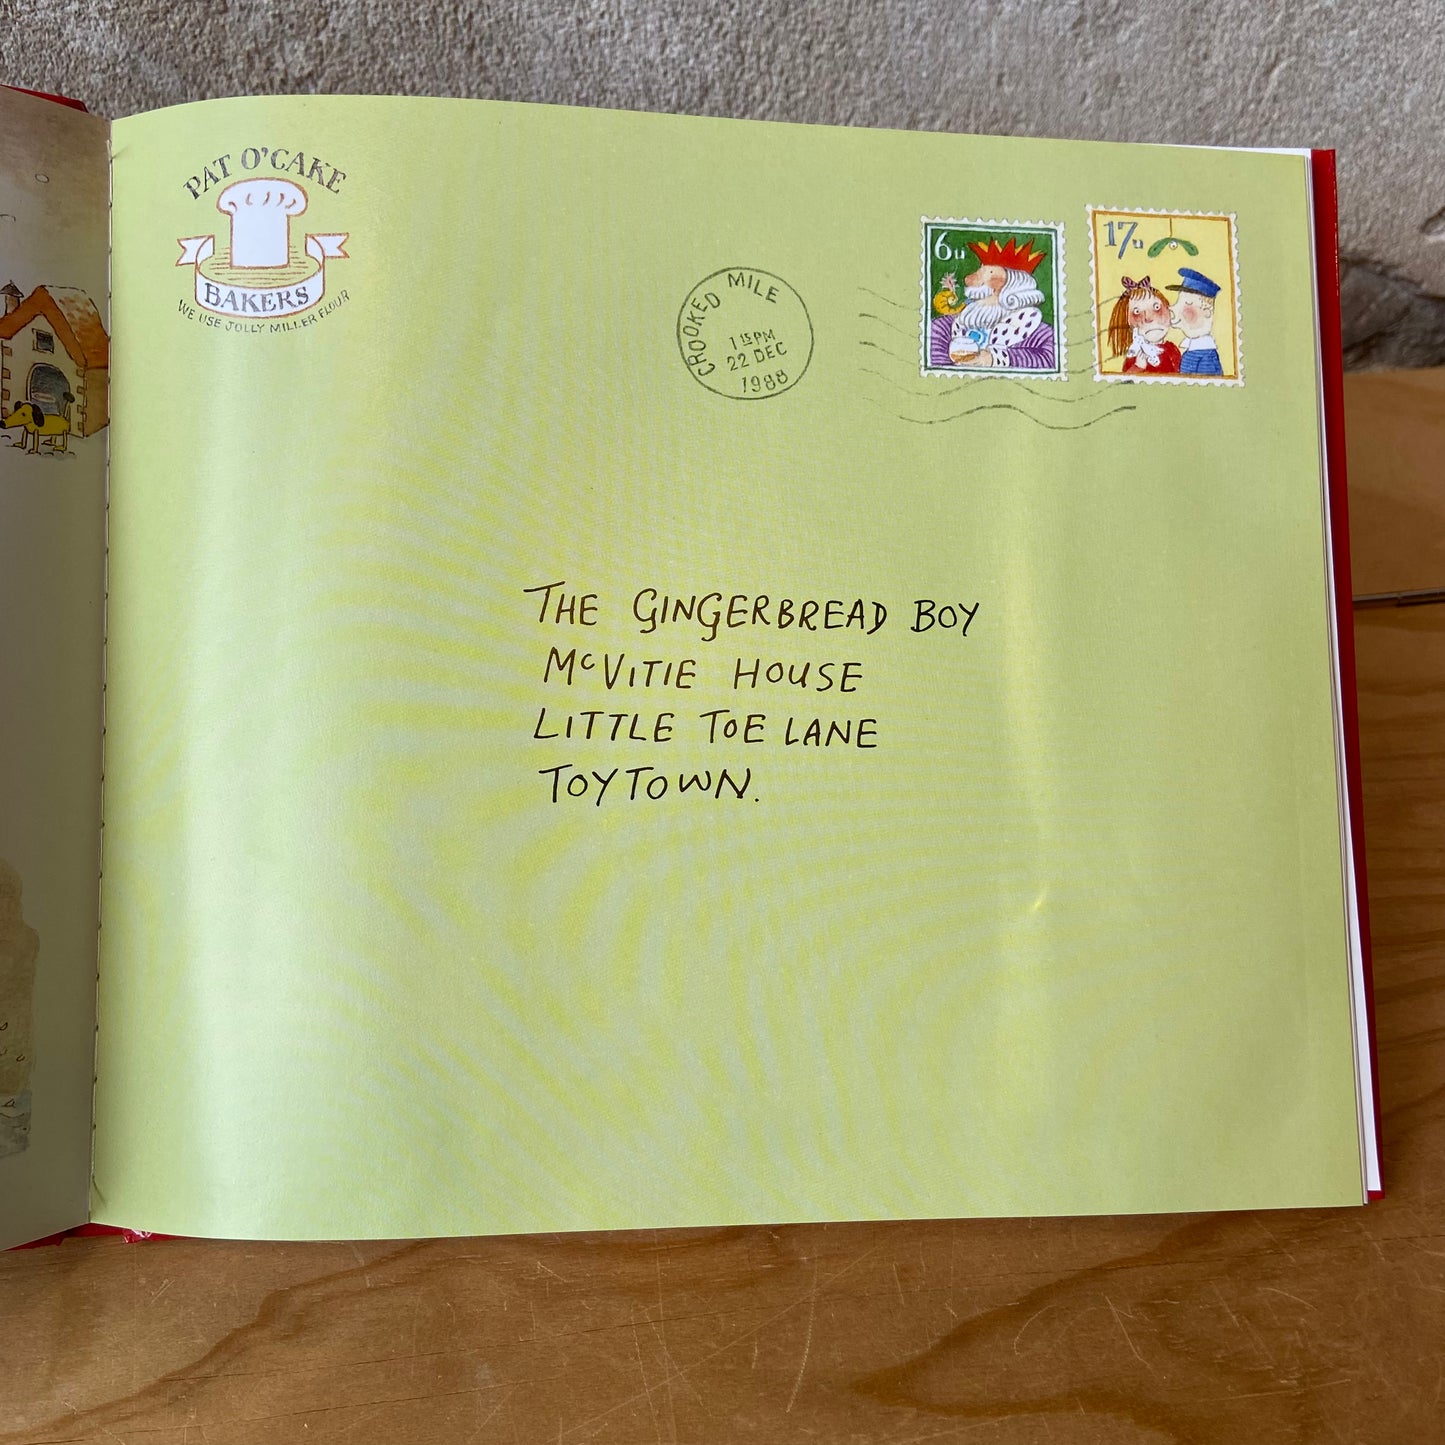 PAT O'CAKE
BAKERS
WE USE JOLLY MILLER FLOUR
CROOKED MILE
1 15 PM
22 DEC
1988
6u
17u
THE GINGERBREAD BOY
McVITIE HOUSE
LITTLE TOE LANE
TOYTOWN.